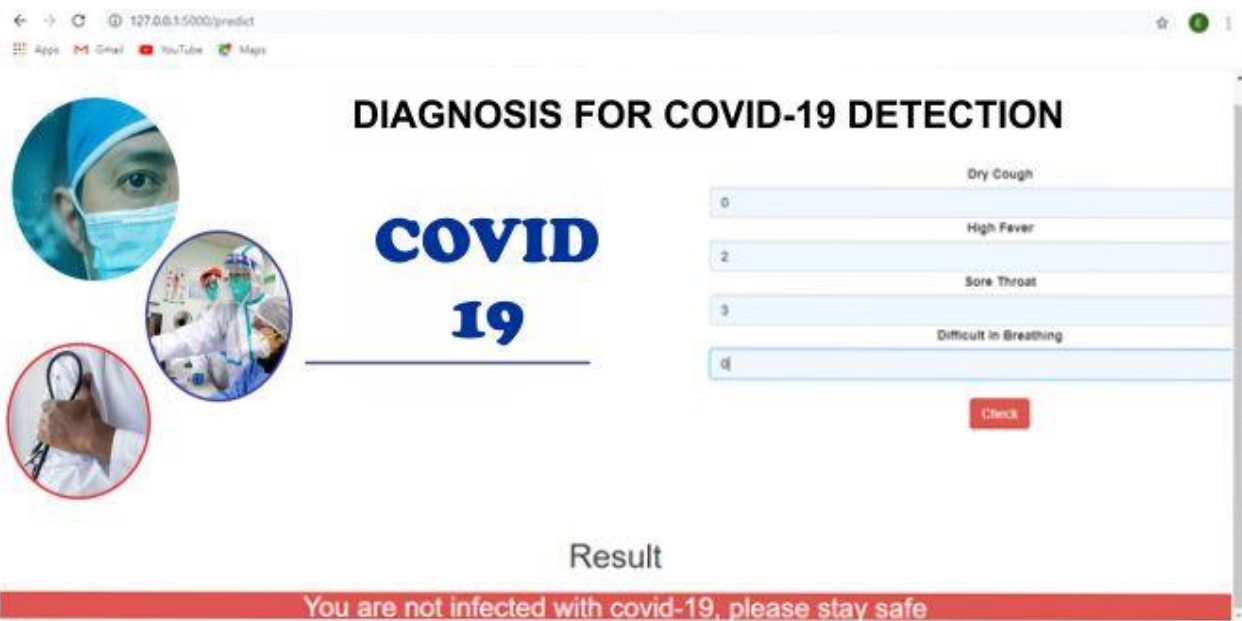 127.0.0.1:5000/predict
E
Apps Gmail YouTube Maps
DIAGNOSIS FOR COVID-19 DETECTION
COVID
19
Dry Cough
0
High Fever
2
Sore Throat
3
Difficult in Breathing
0
Check
Result
You are not infected with covid-19, please stay safe